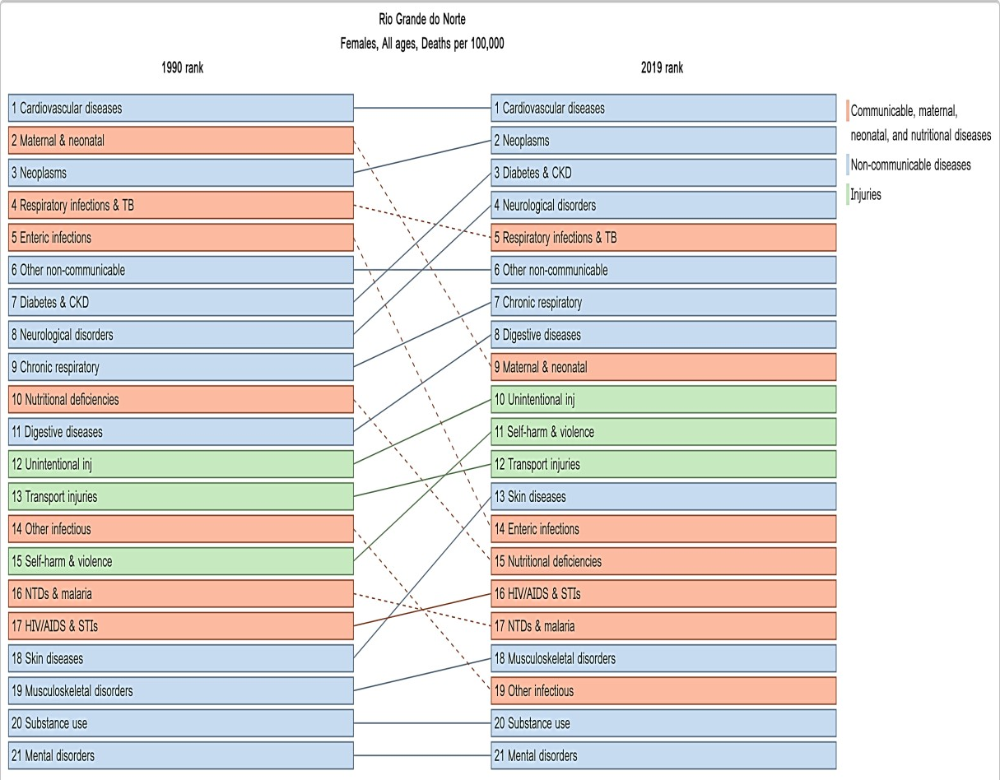 Rio Grande do Norte
Females, All ages, Deaths per 100,000
1990 rank
2019 rank
1 Cardiovascular diseases
2 Maternal & neonatal
3 Neoplasms
4 Respiratory infections & TB
5 Enteric infections
6 Other non-communicable
7 Diabetes & CKD
8 Neurological disorders
9 Chronic respiratory
10 Nutritional deficiencies
11 Digestive diseases
12 Unintentional inj
13 Transport injuries
14 Other infectious
15 Self-harm & violence
16 NTDs & malaria
17 HIV/AIDS & STIs
18 Skin diseases
19 Musculoskeletal disorders
20 Substance use
21 Mental disorders
1 Cardiovascular diseases
2 Neoplasms
3 Diabetes & CKD
4 Neurological disorders
5 Respiratory infections & TB
6 Other non-communicable
7 Chronic respiratory
8 Digestive diseases
9 Maternal & neonatal
10 Unintentional inj
11 Self-harm & violence
12 Transport injuries
13 Skin diseases
14 Enteric infections
15 Nutritional deficiencies
16 HIV/AIDS & STIs
17 NTDs & malaria
18 Musculoskeletal disorders
19 Other infectious
20 Substance use
21 Mental disorders
Communicable, maternal,
neonatal, and nutritional diseases
Non-communicable diseases
Injuries